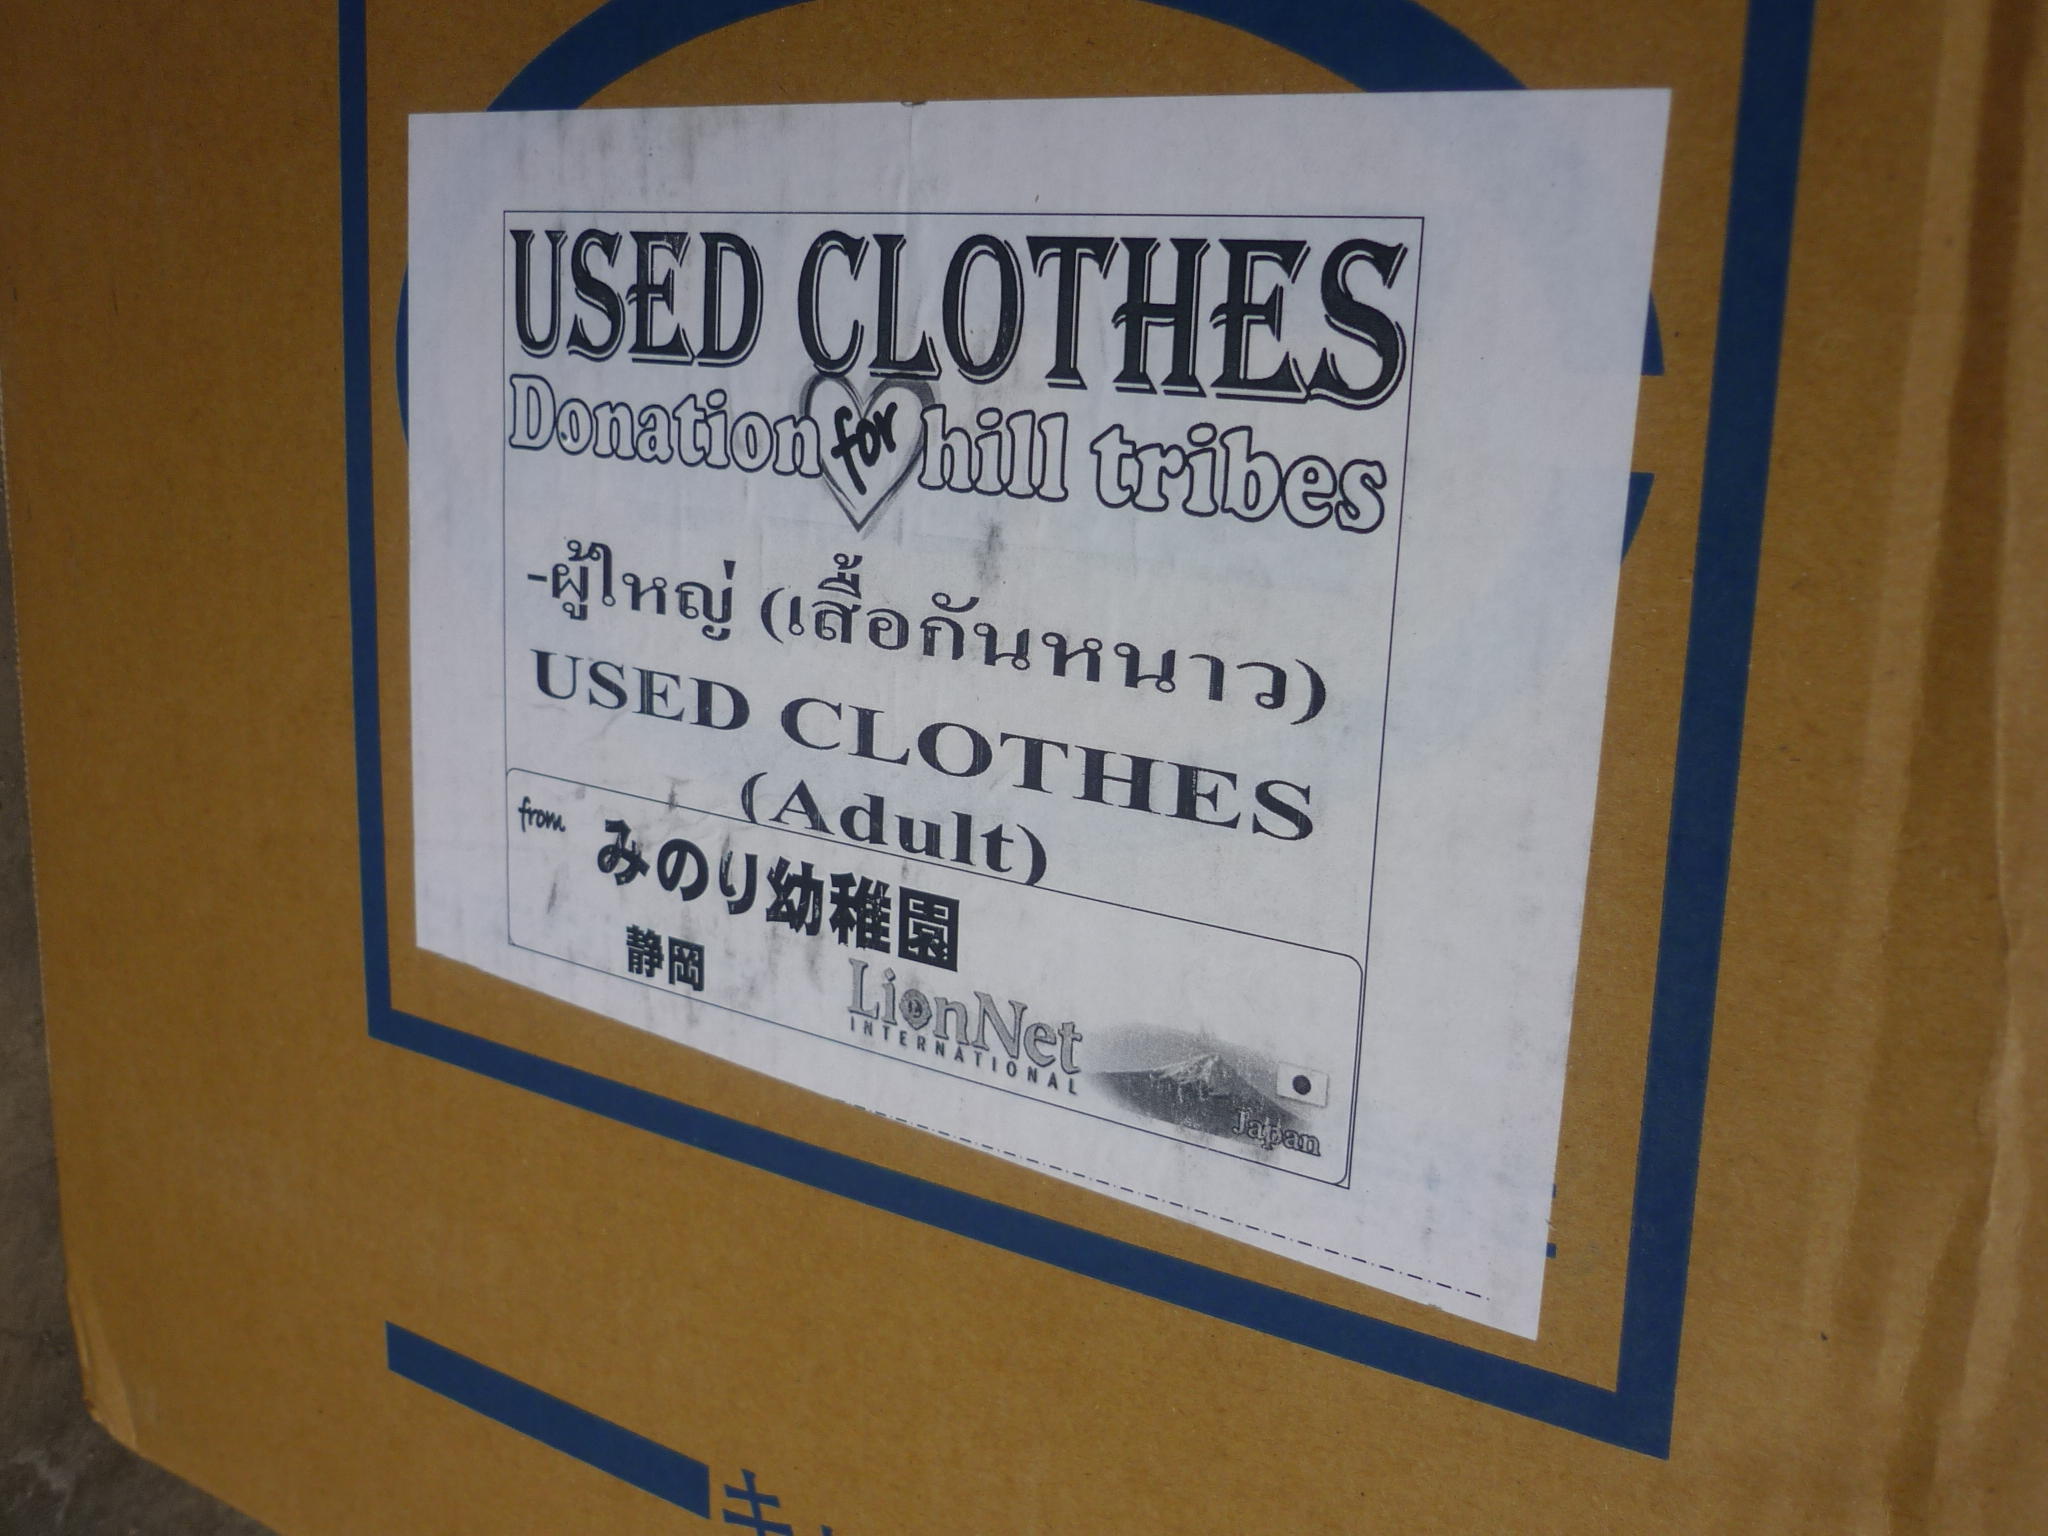 USED CLOTHES
Donation for hill tribes
-ผู้ใหญ่ (เสื้อกันหนาว)
USED CLOTHES
(Adult)
from みのり幼稚園
静岡
LionNet
INTERNATIONAL
Japan
キ